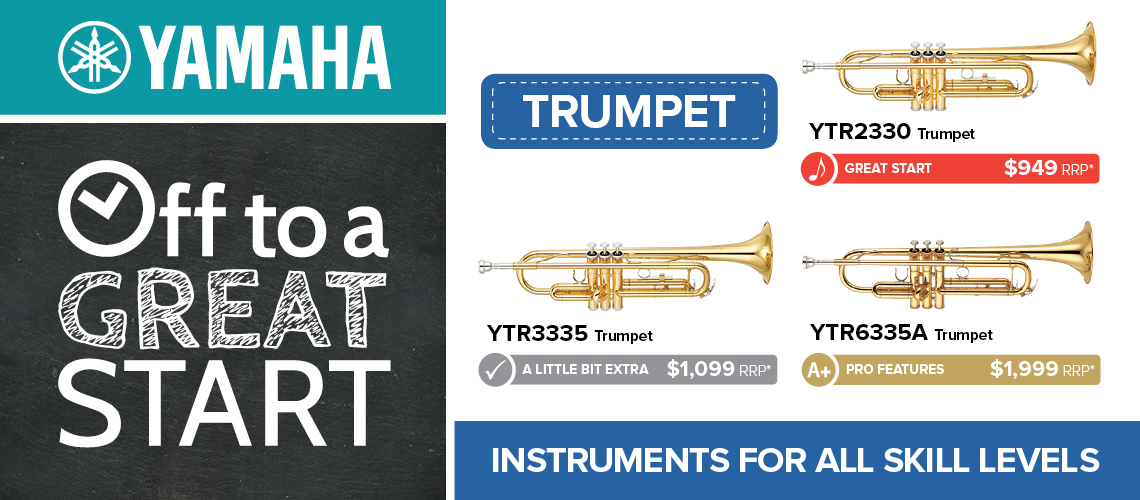 YAMAHA
Off to a
GREAT
START
TRUMPET
YTR2330 Trumpet
GREAT START $949 RRP*
YTR3335 Trumpet
A LITTLE BIT EXTRA $1,099 RRP*
YTR6335A Trumpet
A+ PRO FEATURES $1,999 RRP*
INSTRUMENTS FOR ALL SKILL LEVELS